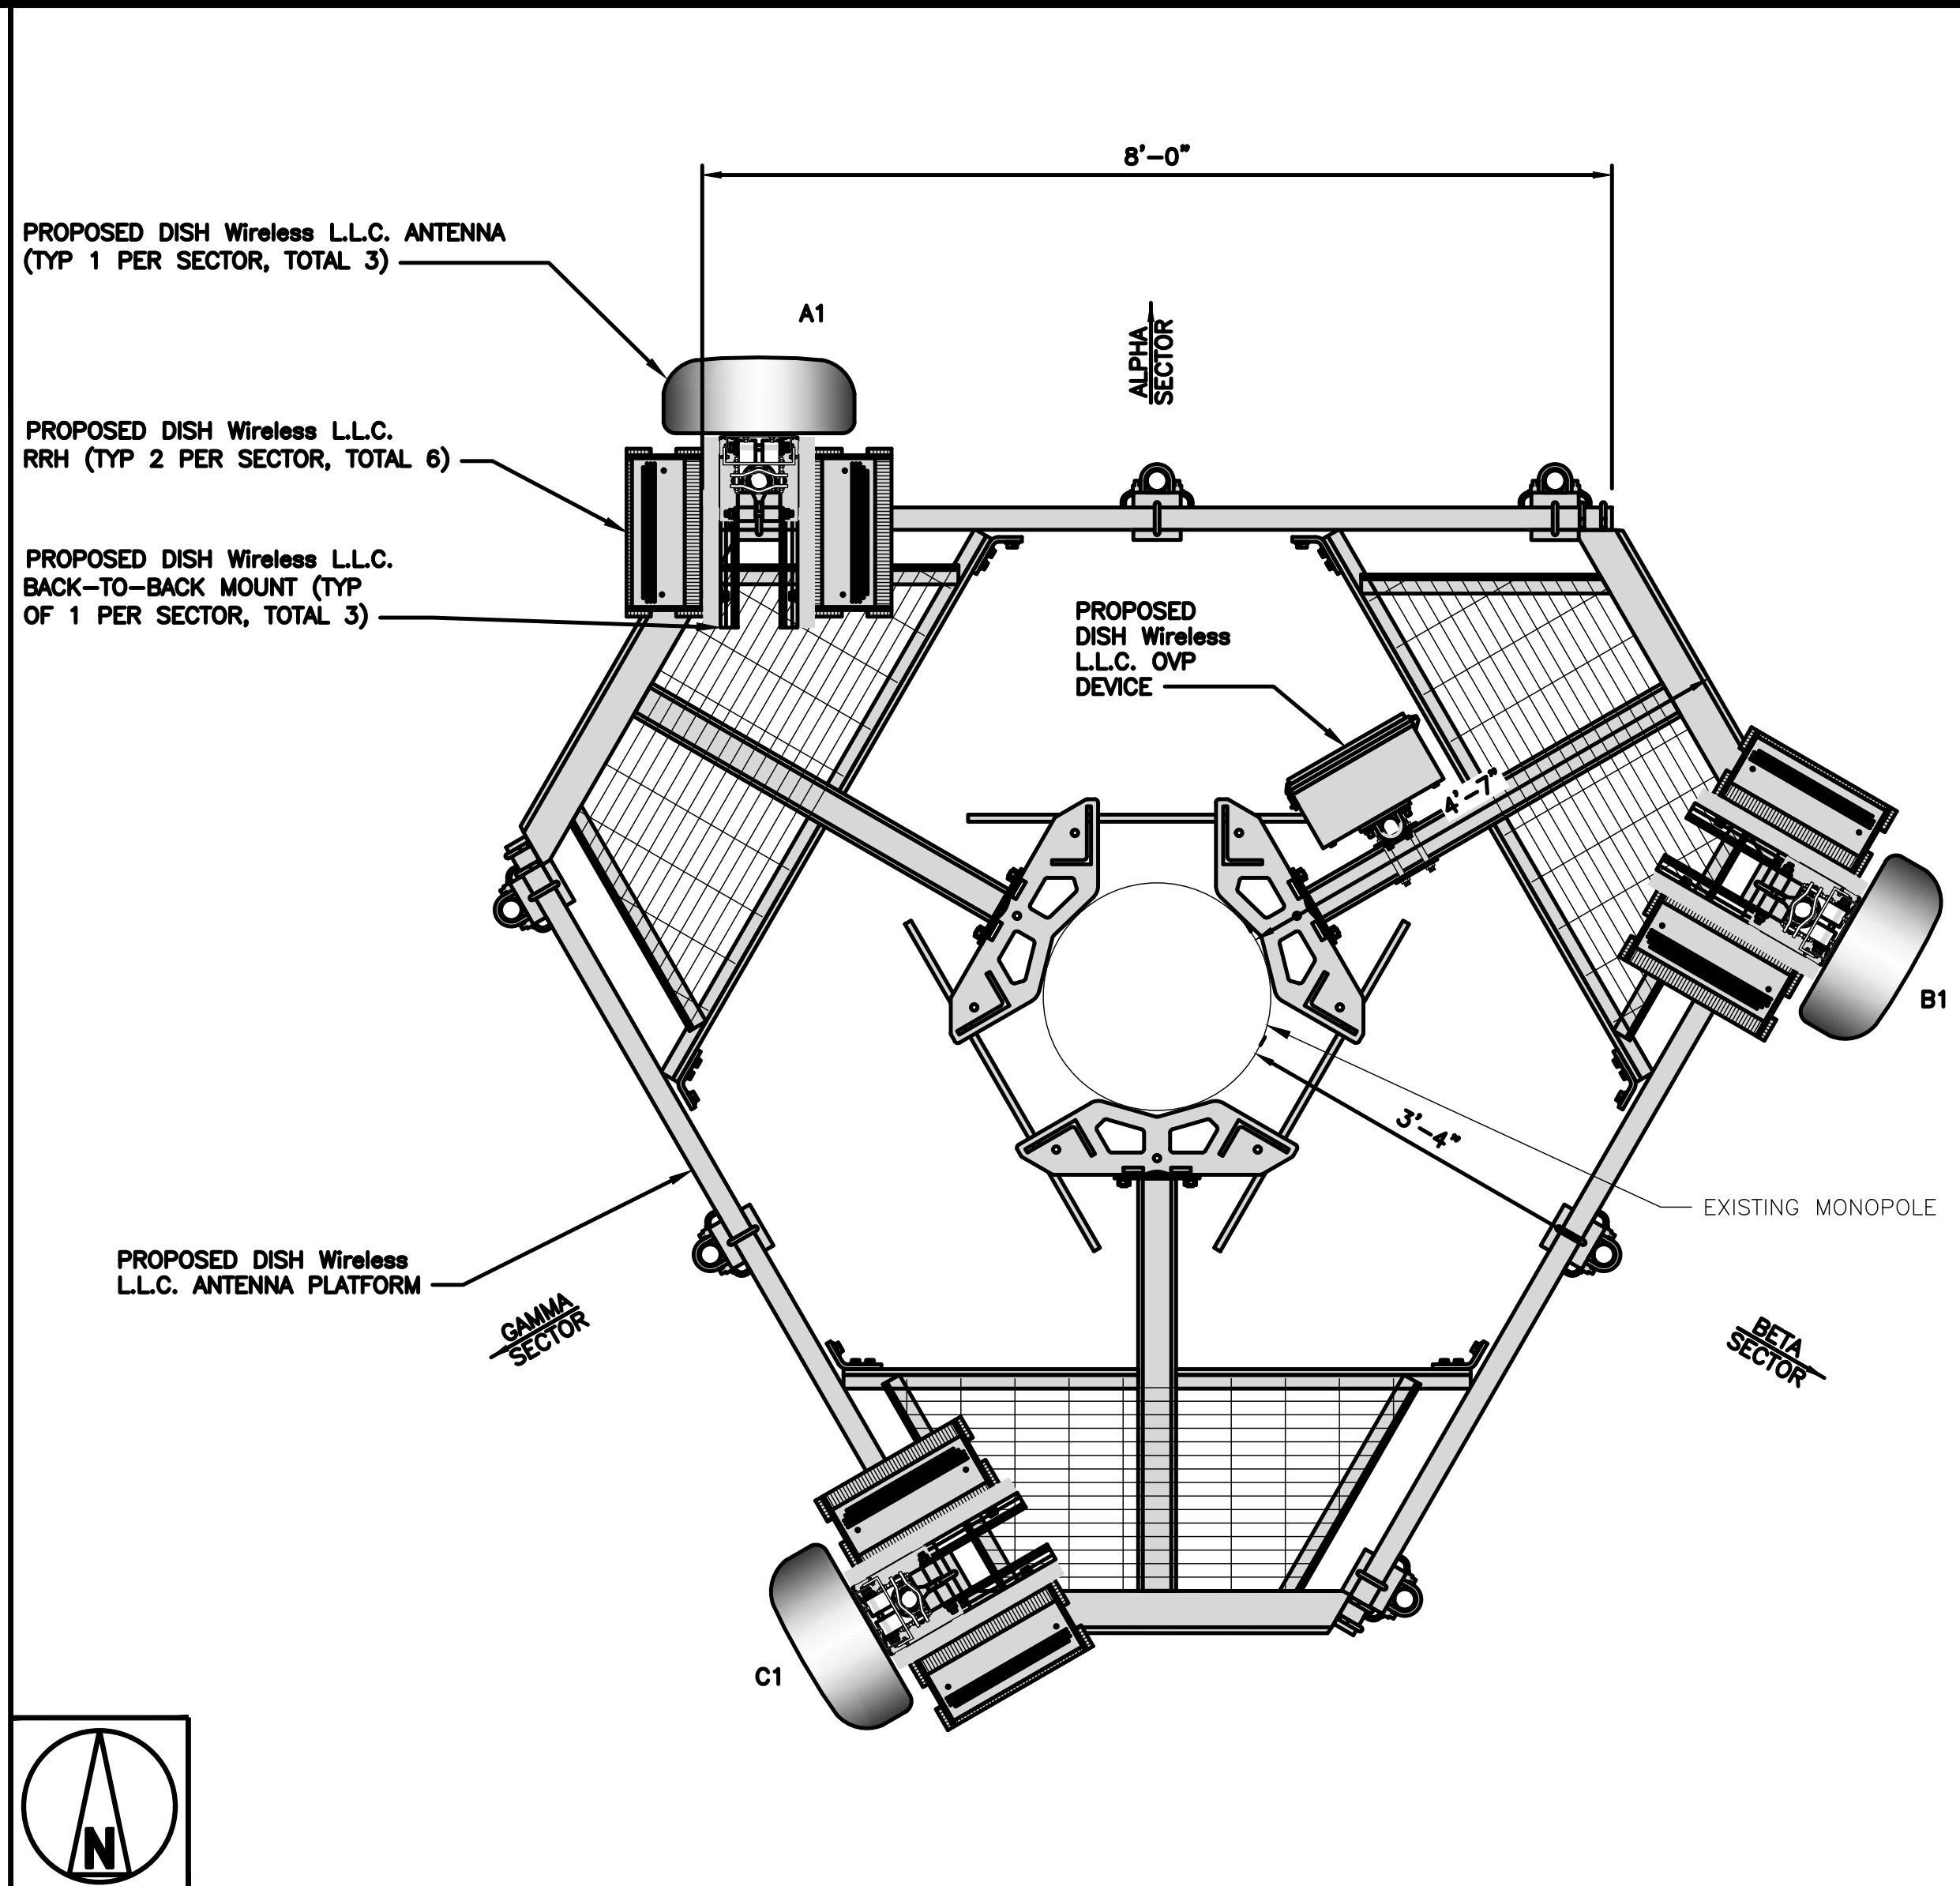 8'-0"
PROPOSED DISH Wireless L.L.C. ANTENNA
(TYP 1 PER SECTOR, TOTAL 3)
A1
ALPHA
SECTOR
PROPOSED DISH Wireless L.L.C.
RRH (TYP 2 PER SECTOR, TOTAL 6)
PROPOSED DISH Wireless L.L.C.
BACK-TO-BACK MOUNT (TYP
OF 1 PER SECTOR, TOTAL 3)
PROPOSED
DISH Wireless
L.L.C. OVP
DEVICE
4'-7"
B1
3'-4"
EXISTING MONOPOLE
PROPOSED DISH Wireless
L.L.C. ANTENNA PLATFORM
GAMMA
SECTOR
BETA
SECTOR
C1
N